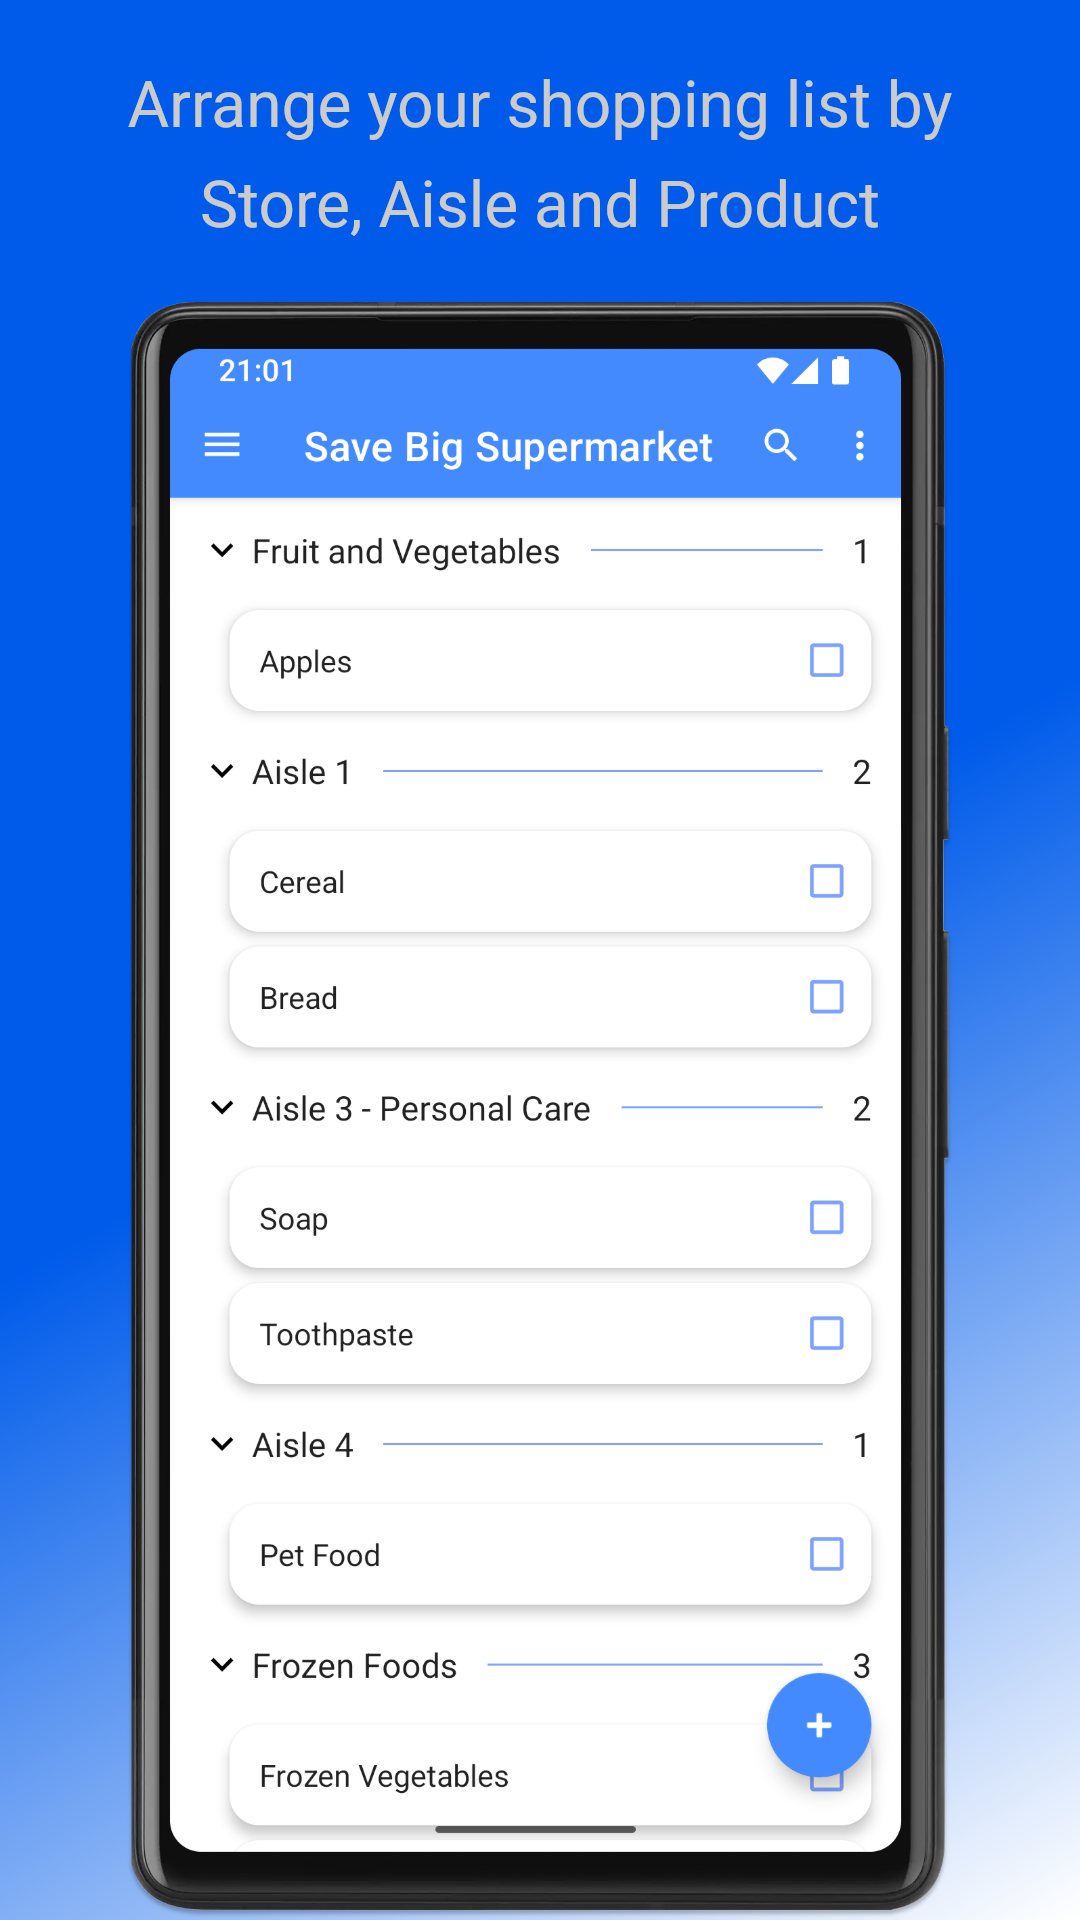 Arrange your shopping list by
Store, Aisle and Product
21:01
Save Big Supermarket
Fruit and Vegetables 1
Apples
Aisle 1 2
Cereal
Bread
Aisle 3 - Personal Care 2
Soap
Toothpaste
Aisle 4 1
Pet Food
Frozen Foods 3
+
Frozen Vegetables